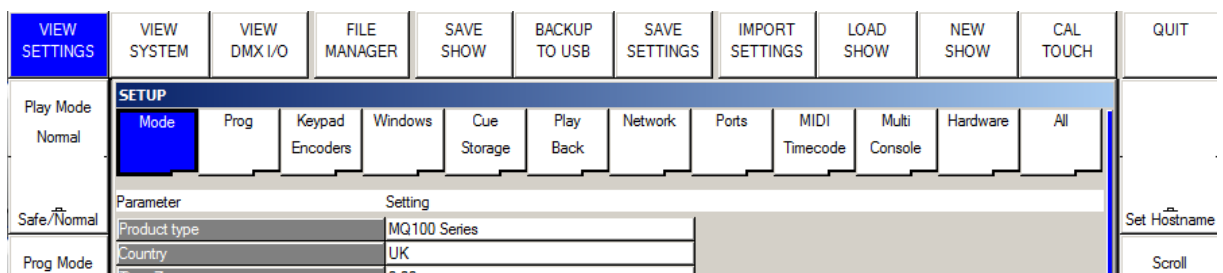 VIEW SETTINGS
VIEW SYSTEM
VIEW DMX I/O
FILE MANAGER
SAVE SHOW
BACKUP TO USB
SAVE SETTINGS
IMPORT SETTINGS
LOAD SHOW
NEW SHOW
CAL TOUCH
QUIT
Play Mode
Normal
Safe/Normal
Prog Mode
SETUP
Mode
Prog
Keypad Encoders
Windows
Cue Storage
Play Back
Network
Ports
MIDI Timecode
Multi Console
Hardware
All
Parameter Setting
Product type MQ100 Series
Country UK
Set Hostname
Scroll